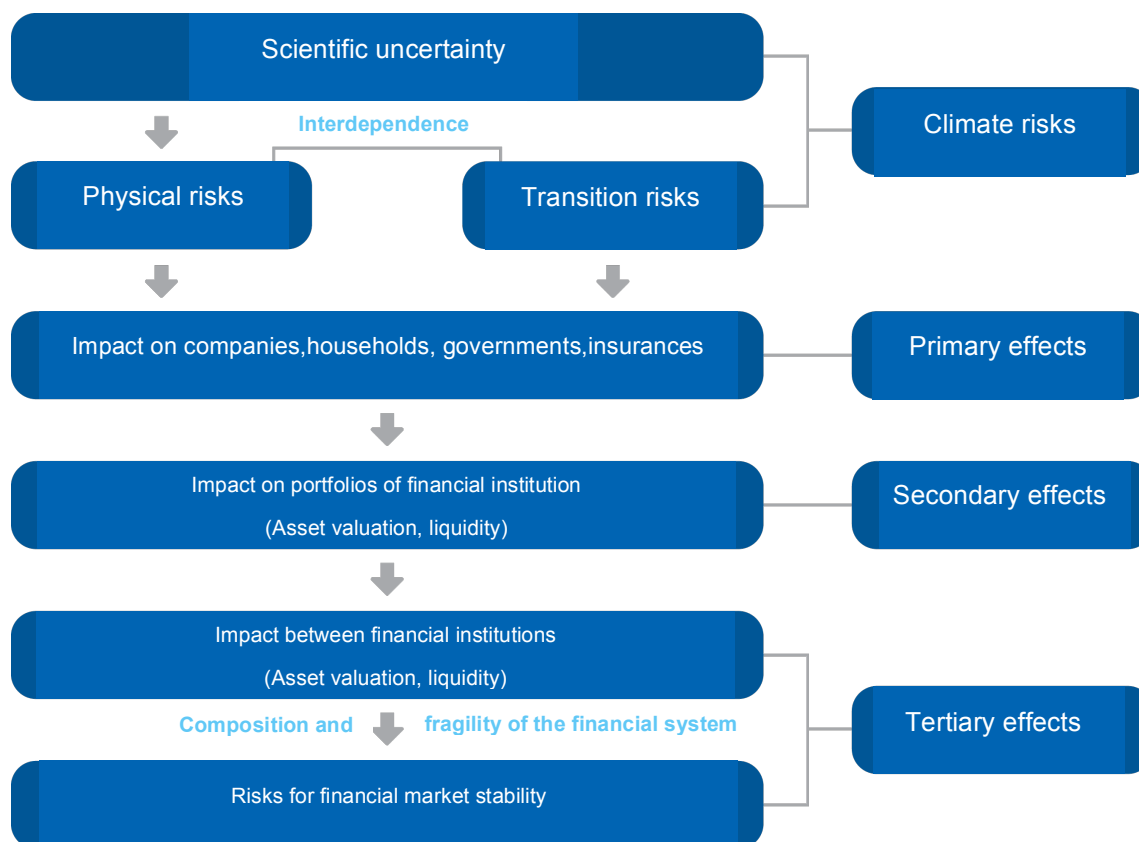 Scientific uncertainty
Interdependence
Climate risks
Physical risks
Transition risks
Impact on companies,households, governments,insurances
Primary effects
Impact on portfolios of financial institution
(Asset valuation, liquidity)
Secondary effects
Impact between financial institutions
(Asset valuation, liquidity)
Composition and fragility of the financial system
Tertiary effects
Risks for financial market stability